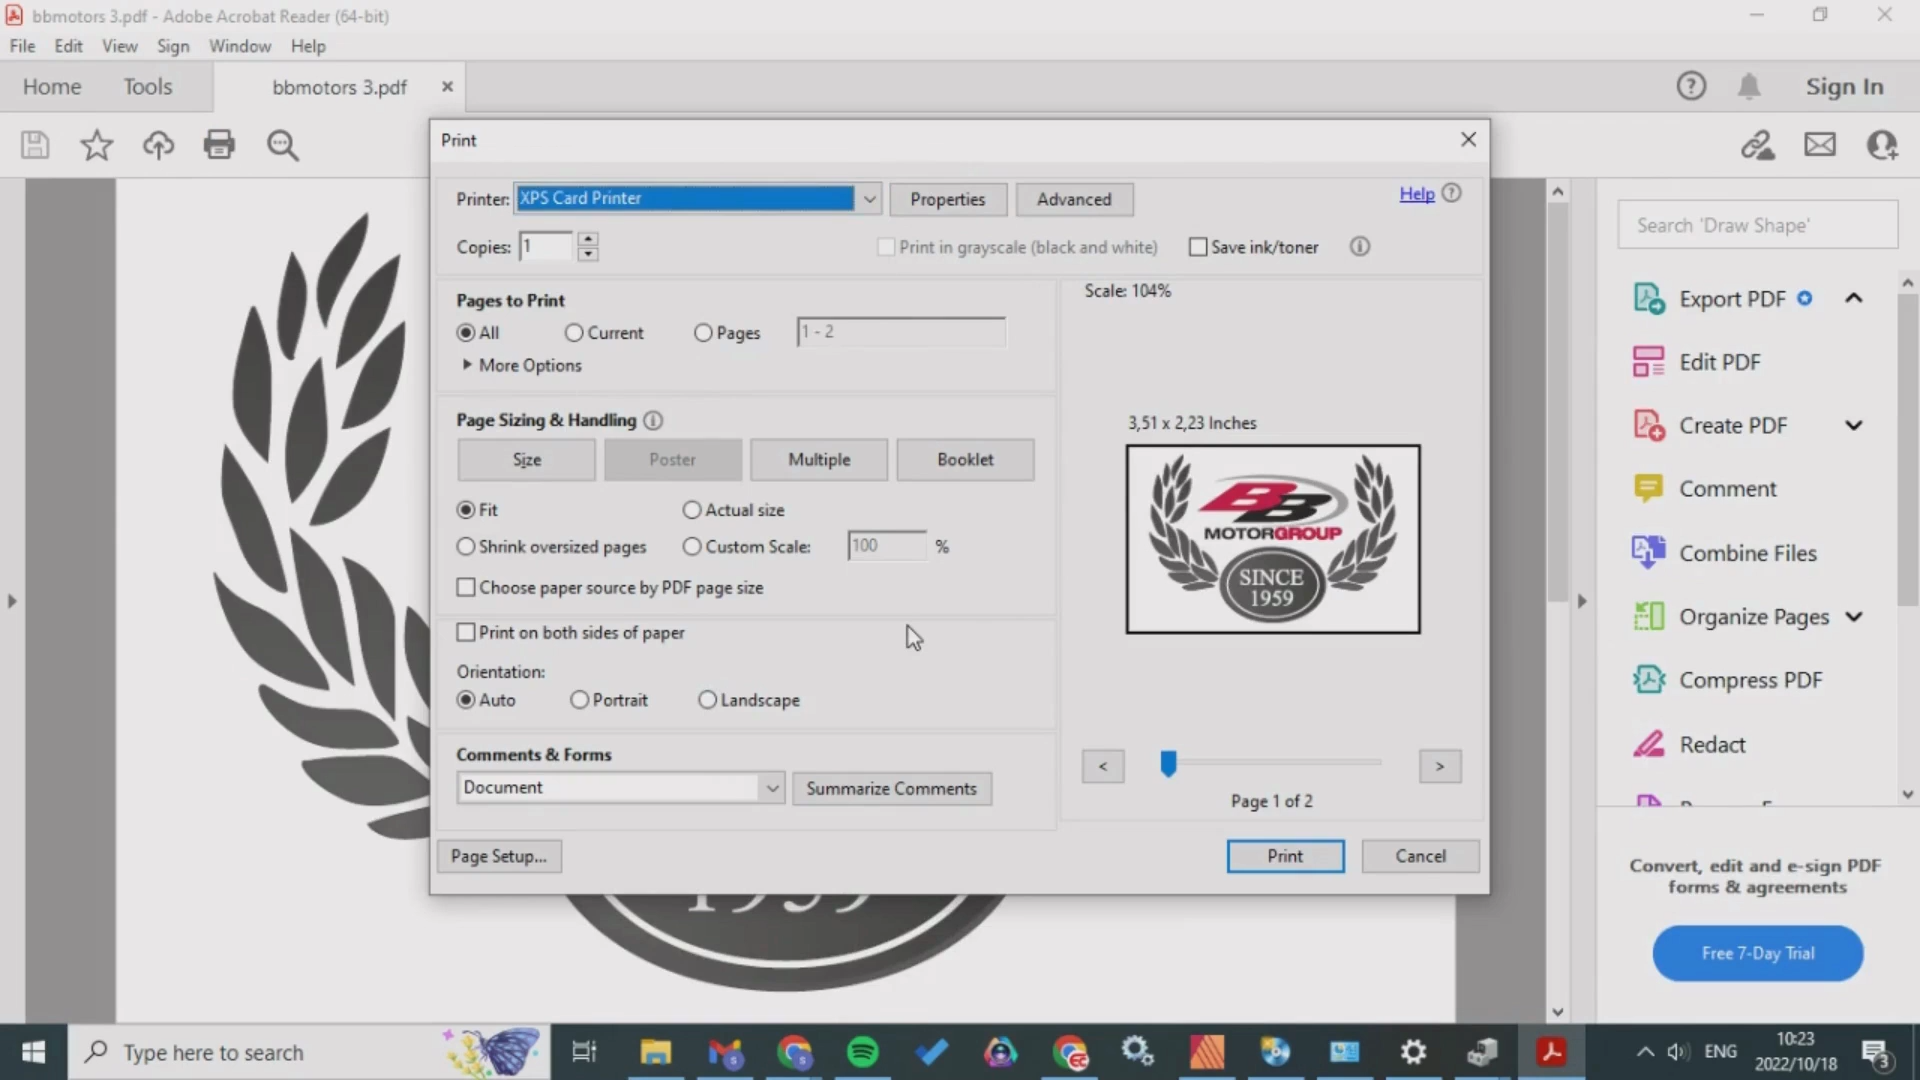 bbmotors 3.pdf - Adobe Acrobat Reader (64-bit)
File Edit View Sign Window Help
Home Tools bbmotors 3.pdf
Sign In
Print
Printer: XPS Card Printer Properties Advanced Help
Copies: 1 Print in grayscale (black and white) Save ink/toner
Pages to Print
All Current Pages 1 - 2
More Options
Page Sizing & Handling
Size Poster Multiple Booklet
Fit Actual size
Shrink oversized pages Custom Scale: 100 %
Choose paper source by PDF page size
Print on both sides of paper
Orientation:
Auto Portrait Landscape
Comments & Forms
Document Summarize Comments
Page Setup...
Scale: 104%
3,51 x 2,23 Inches
BB
MOTORGROUP
SINCE
1959
< >
Page 1 of 2
Print Cancel
1959
Search 'Draw Shape'
Export PDF
Edit PDF
Create PDF
Comment
Combine Files
Organize Pages
Compress PDF
Redact
Convert, edit and e-sign PDF
forms & agreements
Free 7-Day Trial
Type here to search
ENG
10:23
2022/10/18
3